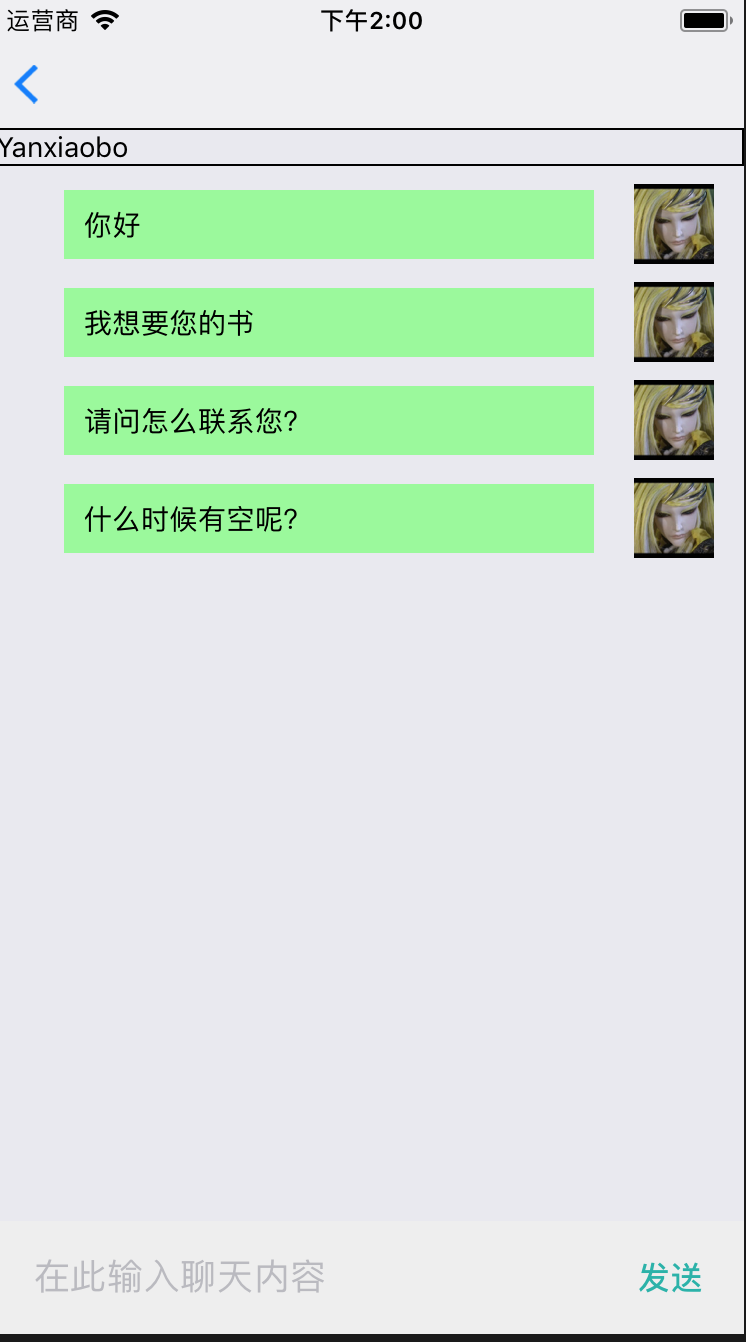 运营商 下午2:00
Yanxiaobo
你好
我想要您的书
请问怎么联系您?
什么时候有空呢?
在此输入聊天内容 发送